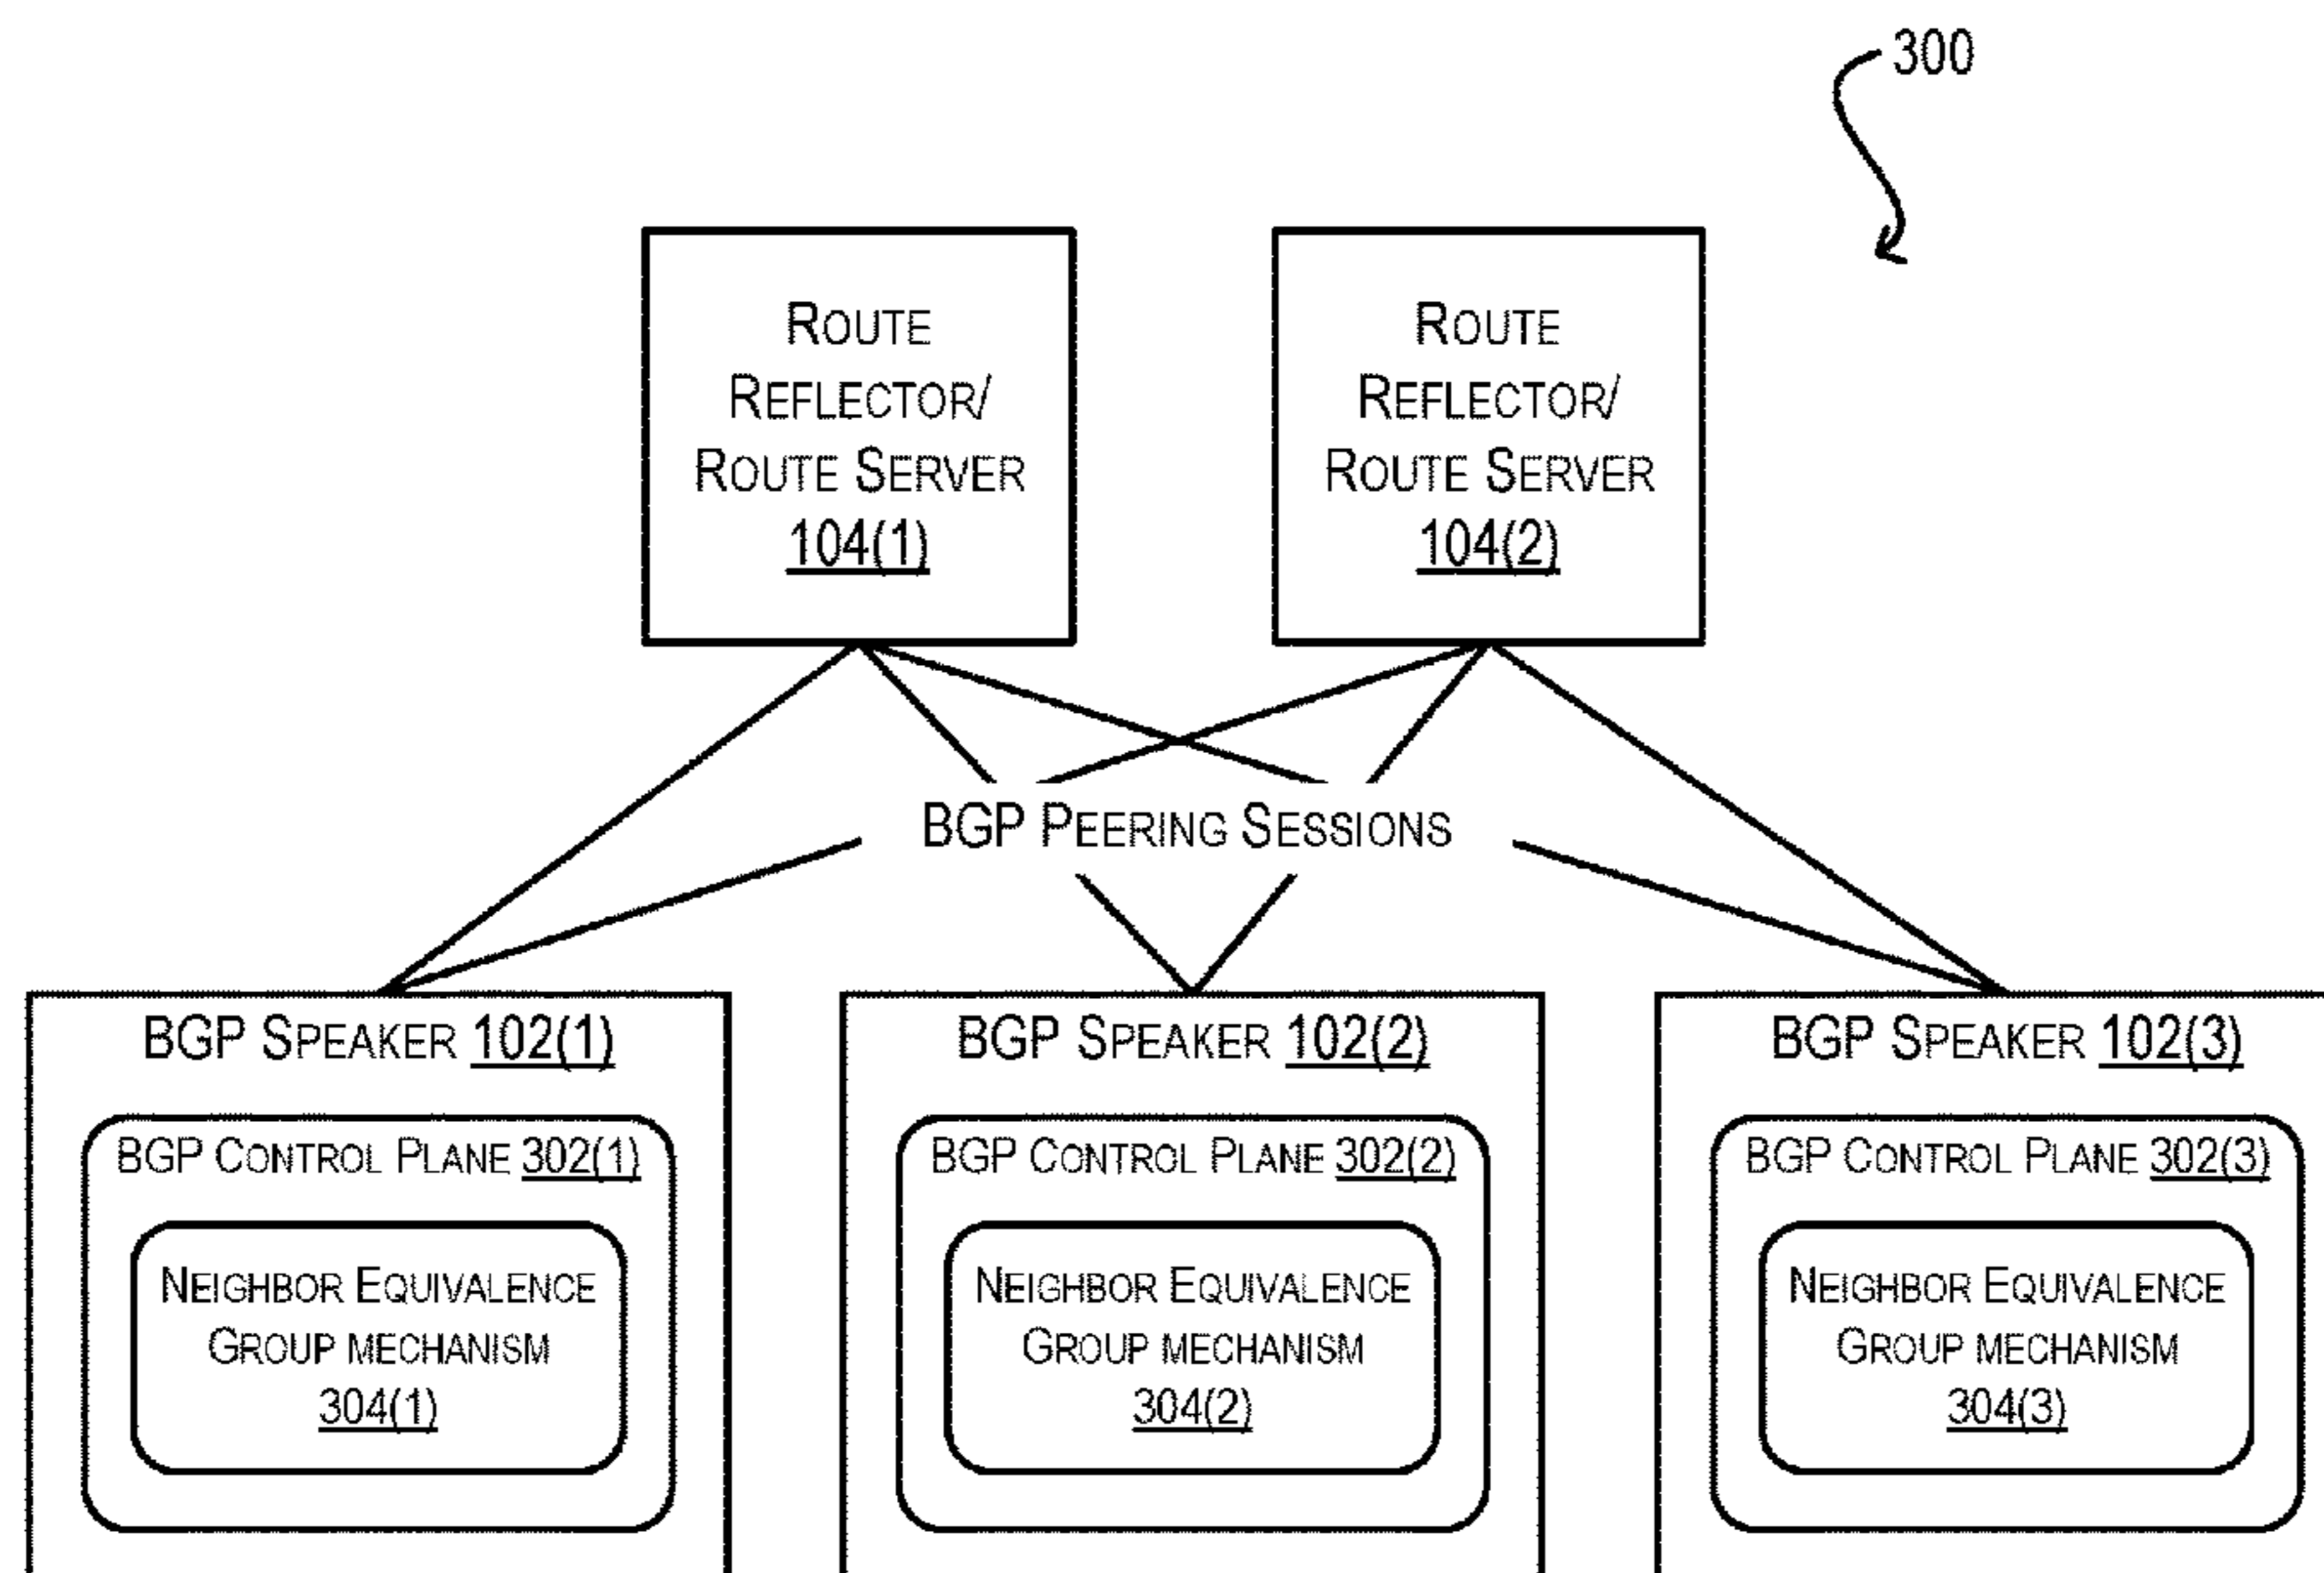 300
Route
Reflector/
Route Server
104(1)
Route
Reflector/
Route Server
104(2)
BGP Peering Sessions
BGP Speaker 102(1)
BGP Control Plane 302(1)
Neighbor Equivalence
Group mechanism
304(1)
BGP Speaker 102(2)
BGP Control Plane 302(2)
Neighbor Equivalence
Group mechanism
304(2)
BGP Speaker 102(3)
BGP Control Plane 302(3)
Neighbor Equivalence
Group mechanism
304(3)